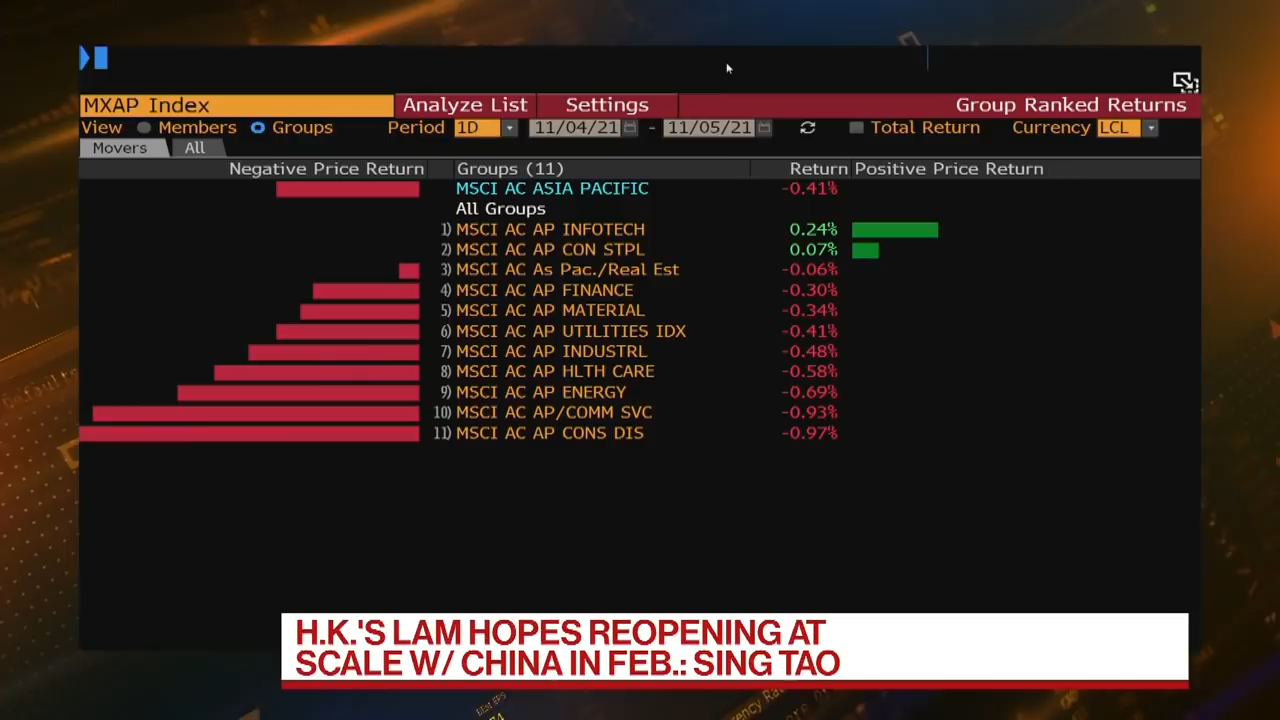 MXAP Index Analyze List Settings Group Ranked Returns
View Members Groups Period 1D 11/04/21 - 11/05/21 Total Return Currency LCL
Movers All
Negative Price Return Groups (11) Return Positive Price Return
MSCI AC ASIA PACIFIC -0.41%
All Groups
1) MSCI AC AP INFOTECH 0.24%
2) MSCI AC AP CON STPL 0.07%
3) MSCI AC As Pac./Real Est -0.06%
4) MSCI AC AP FINANCE -0.30%
5) MSCI AC AP MATERIAL -0.34%
6) MSCI AC AP UTILITIES IDX -0.41%
7) MSCI AC AP INDUSTRL -0.48%
8) MSCI AC AP HLTH CARE -0.58%
9) MSCI AC AP ENERGY -0.69%
10) MSCI AC AP/COMM SVC -0.93%
11) MSCI AC AP CONS DIS -0.97%
H.K.'S LAM HOPES REOPENING AT
SCALE W/ CHINA IN FEB.: SING TAO